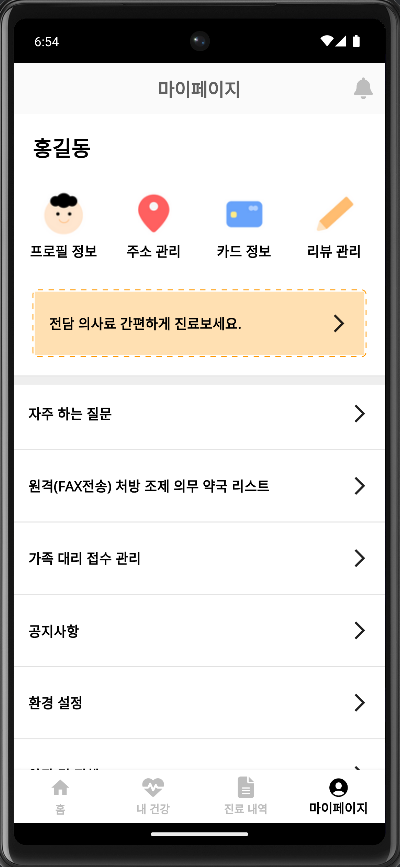 6:54
마이페이지
홍길동
프로필 정보
주소 관리
카드 정보
리뷰 관리
전담 의사로 간편하게 진료보세요.
자주 하는 질문
원격(FAX전송) 처방 조제 의무 약국 리스트
가족 대리 접수 관리
공지사항
환경 설정
홈
내 건강
진료 내역
마이페이지